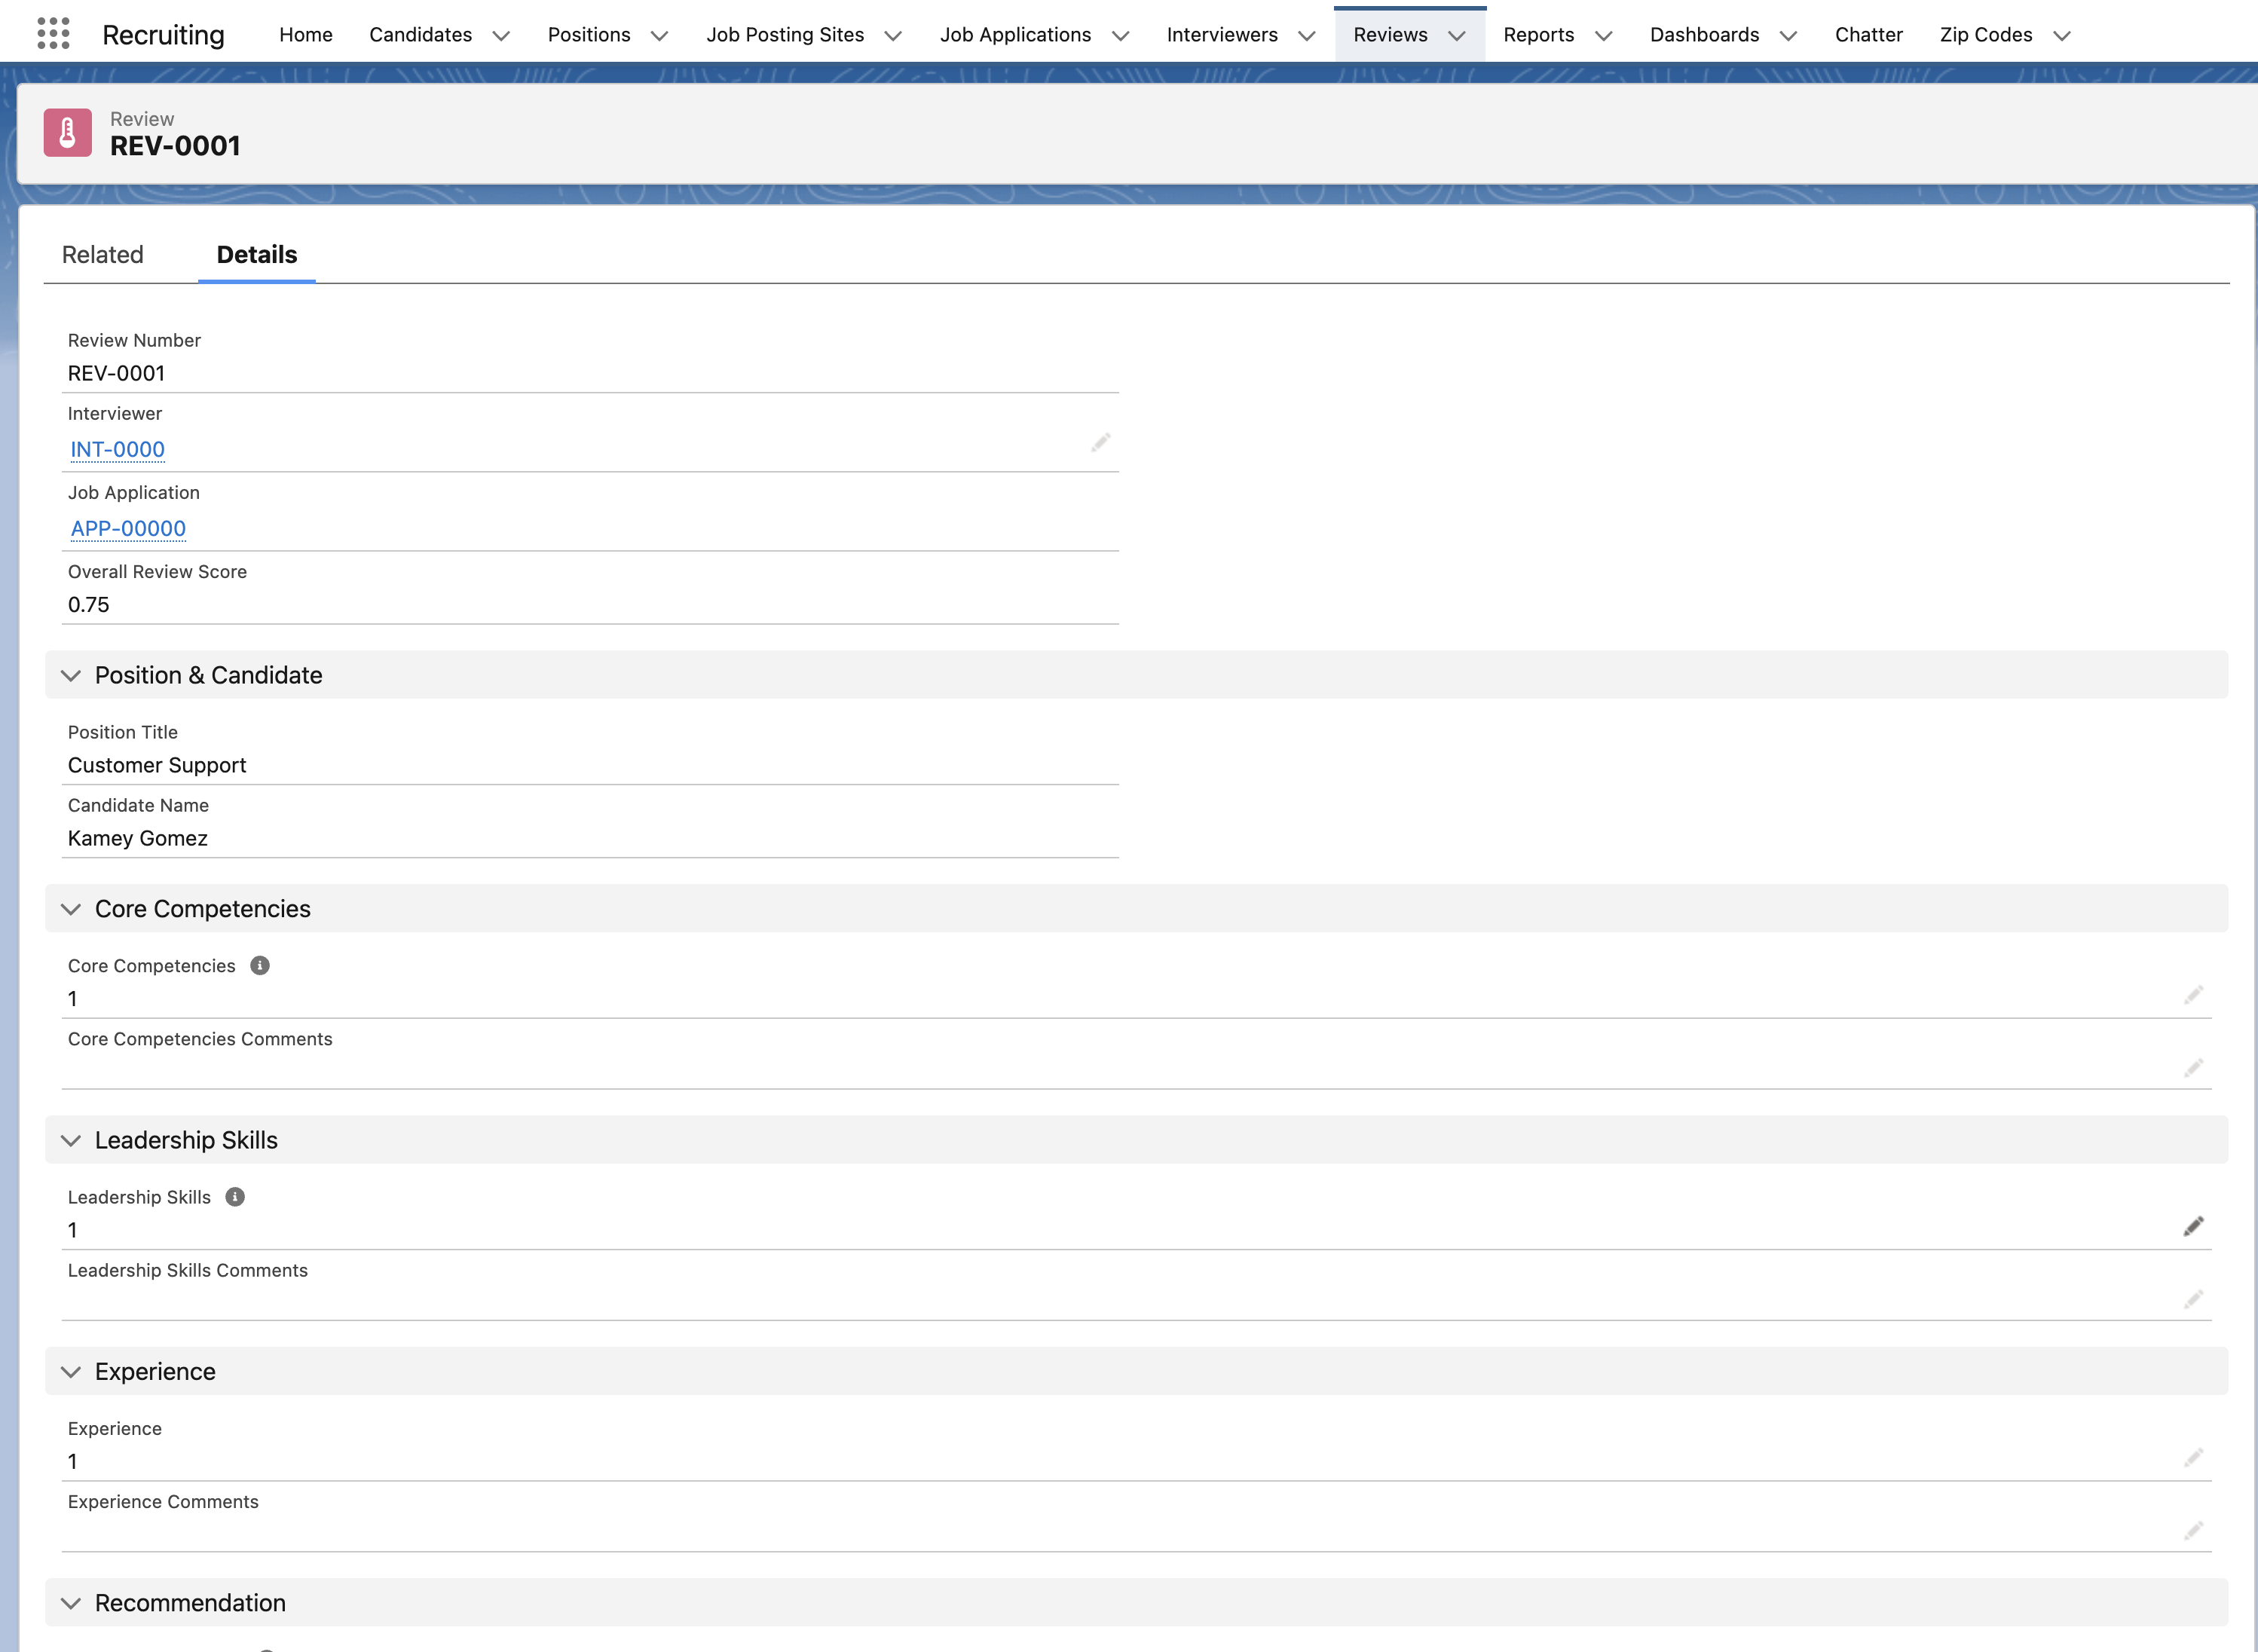 Recruiting Home Candidates Positions Job Posting Sites Job Applications Interviewers Reviews Reports Dashboards Chatter Zip Codes
Review
REV-0001
Related Details
Review Number
REV-0001
Interviewer
INT-0000
Job Application
APP-00000
Overall Review Score
0.75
Position & Candidate
Position Title
Customer Support
Candidate Name
Kamey Gomez
Core Competencies
Core Competencies
1
Core Competencies Comments
Leadership Skills
Leadership Skills
1
Leadership Skills Comments
Experience
Experience
1
Experience Comments
Recommendation